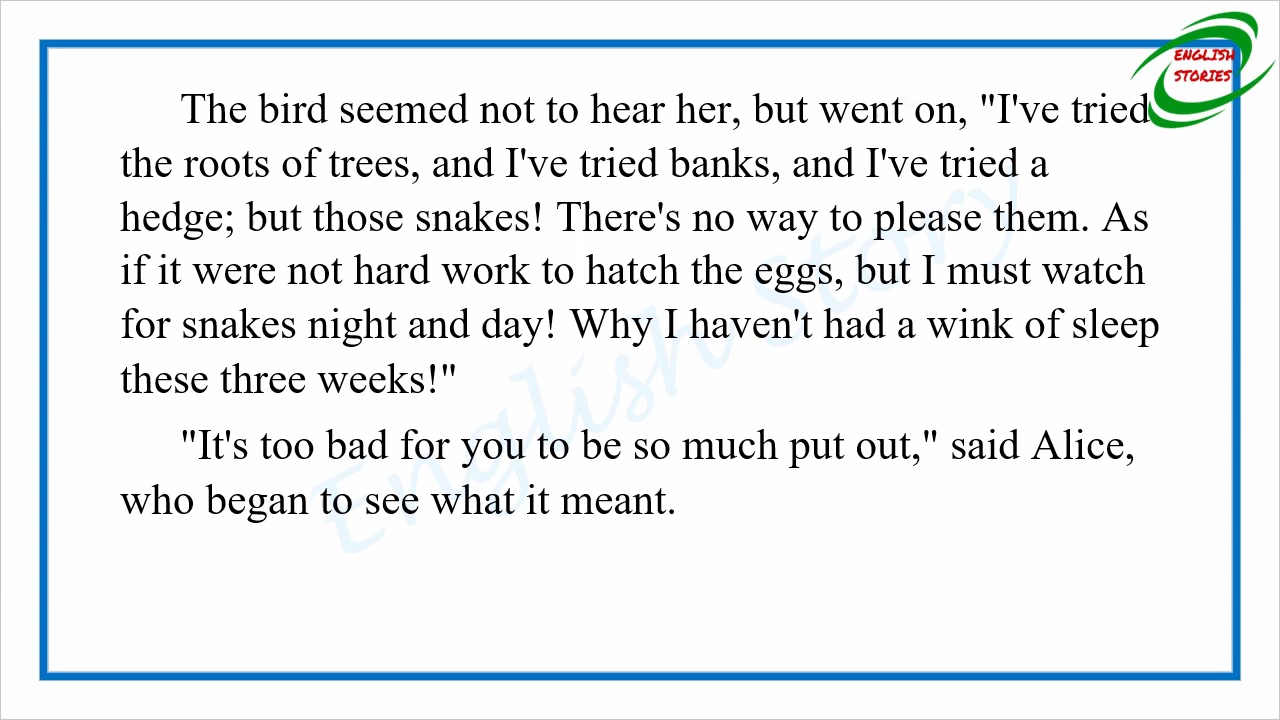 ENGLISH
STORIES
The bird seemed not to hear her, but went on, "I've tried
the roots of trees, and I've tried banks, and I've tried a
hedge; but those snakes! There's no way to please them. As
if it were not hard work to hatch the eggs, but I must watch
for snakes night and day! Why I haven't had a wink of sleep
these three weeks!"
"It's too bad for you to be so much put out," said Alice,
who began to see what it meant.
English Story